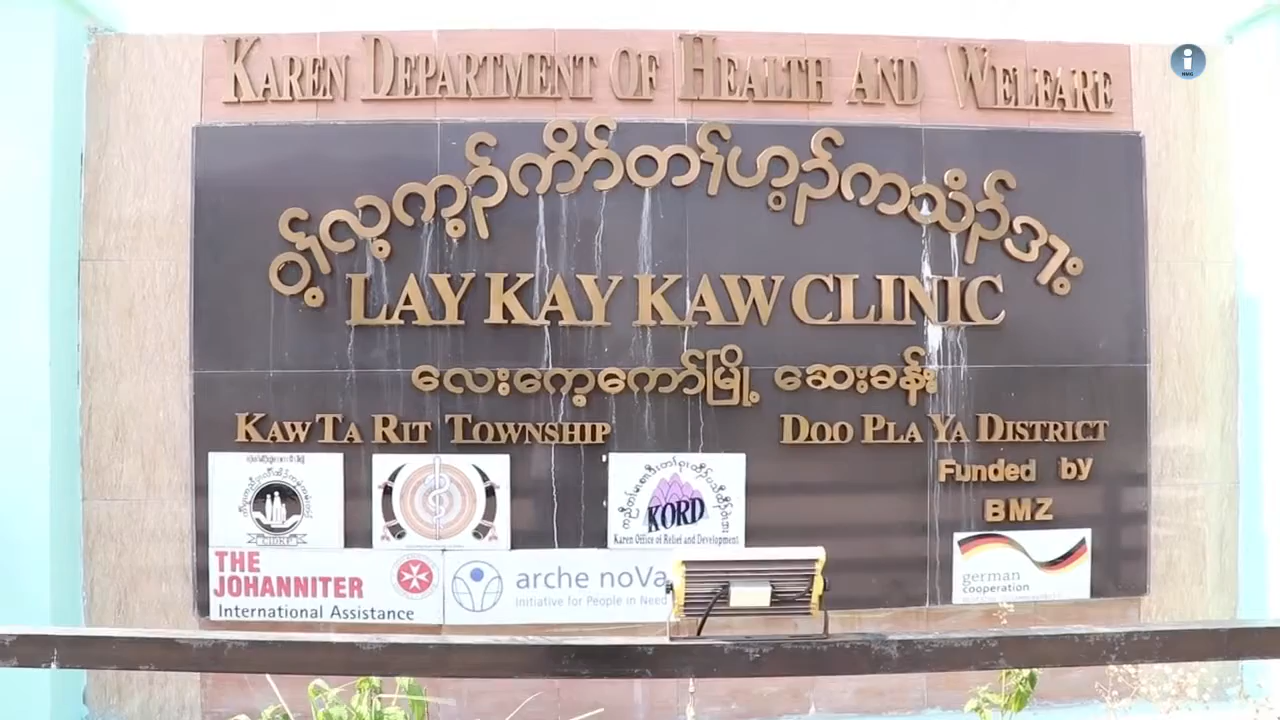 KAREN DEPARTMENT OF HEALTH AND WELFARE
LAY KAY KAW CLINIC
လေးကေ့ကော်မြို့ ဆေးခန်း
KAW TA RIT TOWNSHIP DOO PLA YA DISTRICT
Funded by
BMZ
CIDKP
KORD
Karen Office of Relief and Development
THE
JOHANNITER
International Assistance
arche noVa
Initiative for People in Need
german
cooperation
i
NMG